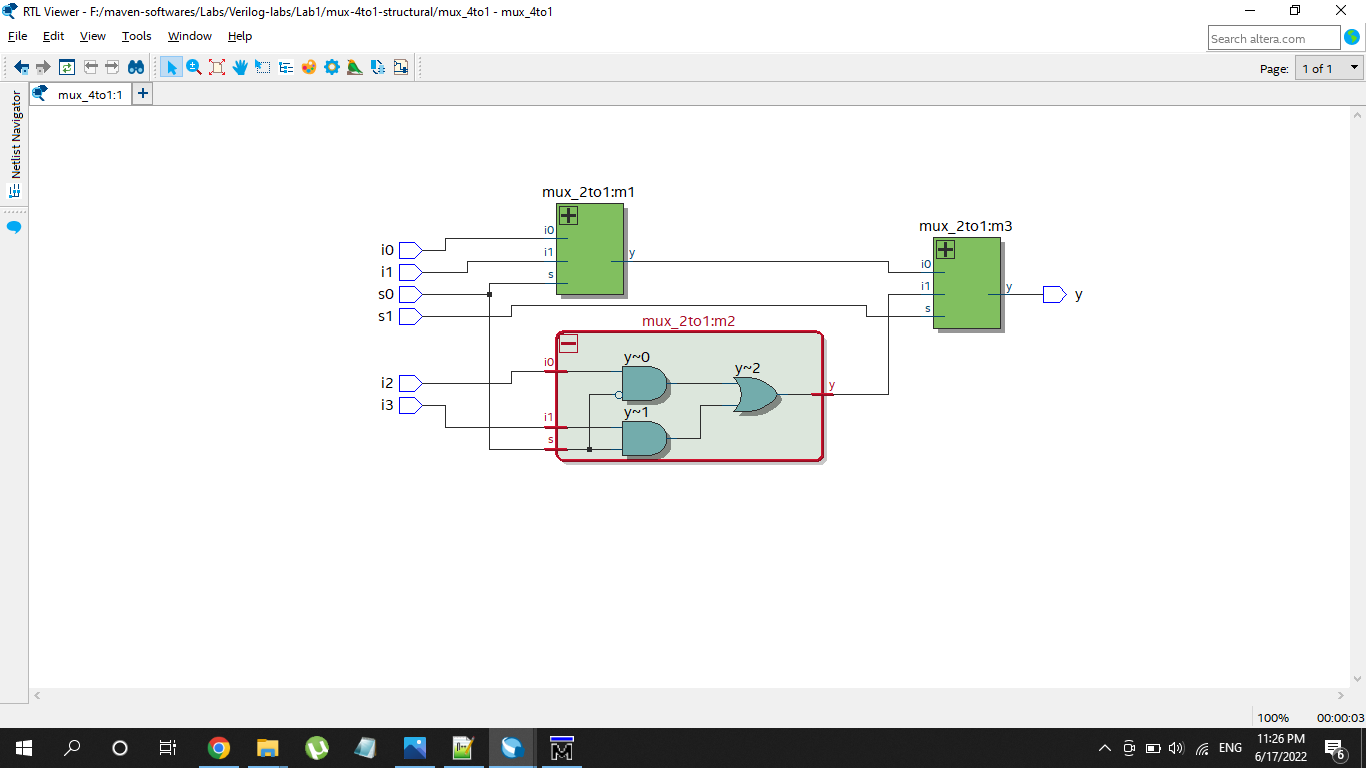 RTL Viewer - F:/maven-softwares/Labs/Verilog-labs/Lab1/mux-4to1-structural/mux_4to1 - mux_4to1
File Edit View Tools Window Help
Search altera.com
Page: 1 of 1
mux_4to1:1
Netlist Navigator
mux_2to1:m1
i0
i1
s
y
mux_2to1:m3
i0
i1
s
y
i0
i1
s0
s1
i2
i3
y
mux_2to1:m2
i0
i1
s
y~0
y~1
y~2
y
100% 00:00:03
ENG
11:26 PM
6/17/2022
6